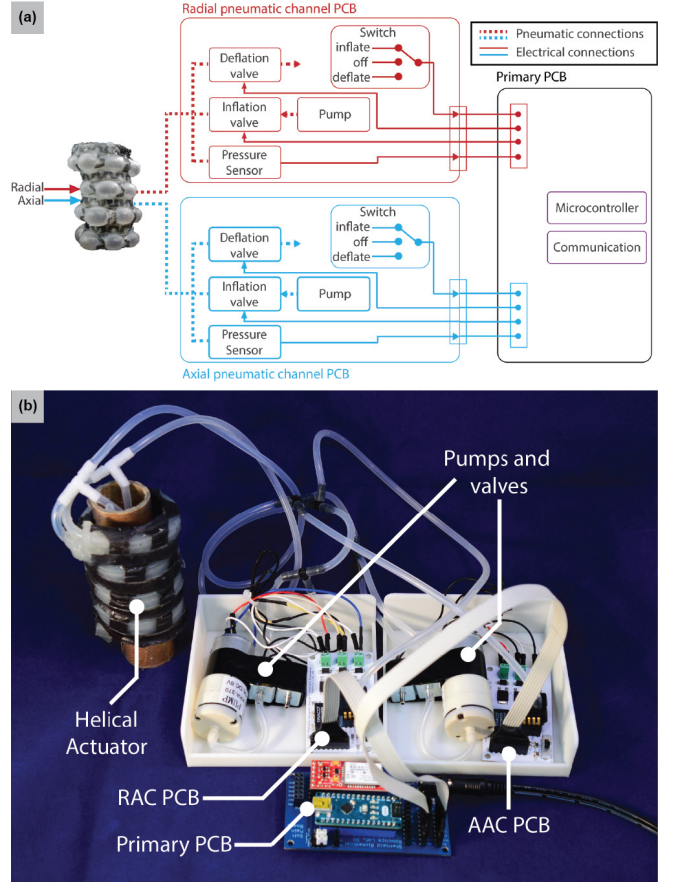 (a)
Radial pneumatic channel PCB
Pneumatic connections
Electrical connections
Primary PCB
Deflation
valve
Switch
inflate
off
deflate
Inflation
valve
Pump
Pressure
Sensor
Radial
Axial
Microcontroller
Communication
Switch
inflate
off
deflate
Deflation
valve
Inflation
valve
Pump
Pressure
Sensor
Axial pneumatic channel PCB
(b)
Pumps and
valves
Helical
Actuator
PUMP
RAC PCB
AAC PCB
Primary PCB